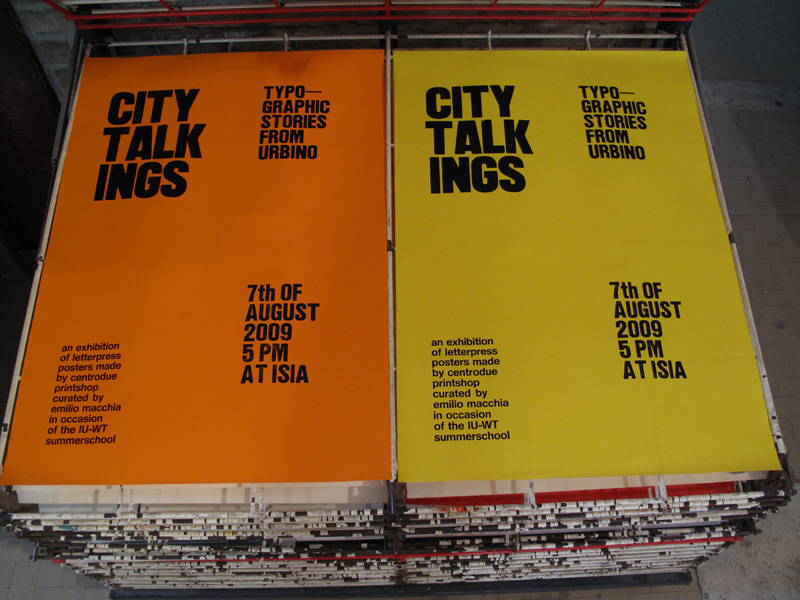 CITY
TALK
INGS
TYPO—
GRAPHIC
STORIES
FROM
URBINO
7th OF
AUGUST
2009
5 PM
AT ISIA
an exhibition
of letterpress
posters made
by centrodue
printshop
curated by
emilio macchia
in occasion
of the IU-WT
summerschool
CITY
TALK
INGS
TYPO—
GRAPHIC
STORIES
FROM
URBINO
7th OF
AUGUST
2009
5 PM
AT ISIA
an exhibition
of letterpress
posters made
by centrodue
printshop
curated by
emilio macchia
in occasion
of the IU-WT
summerschool